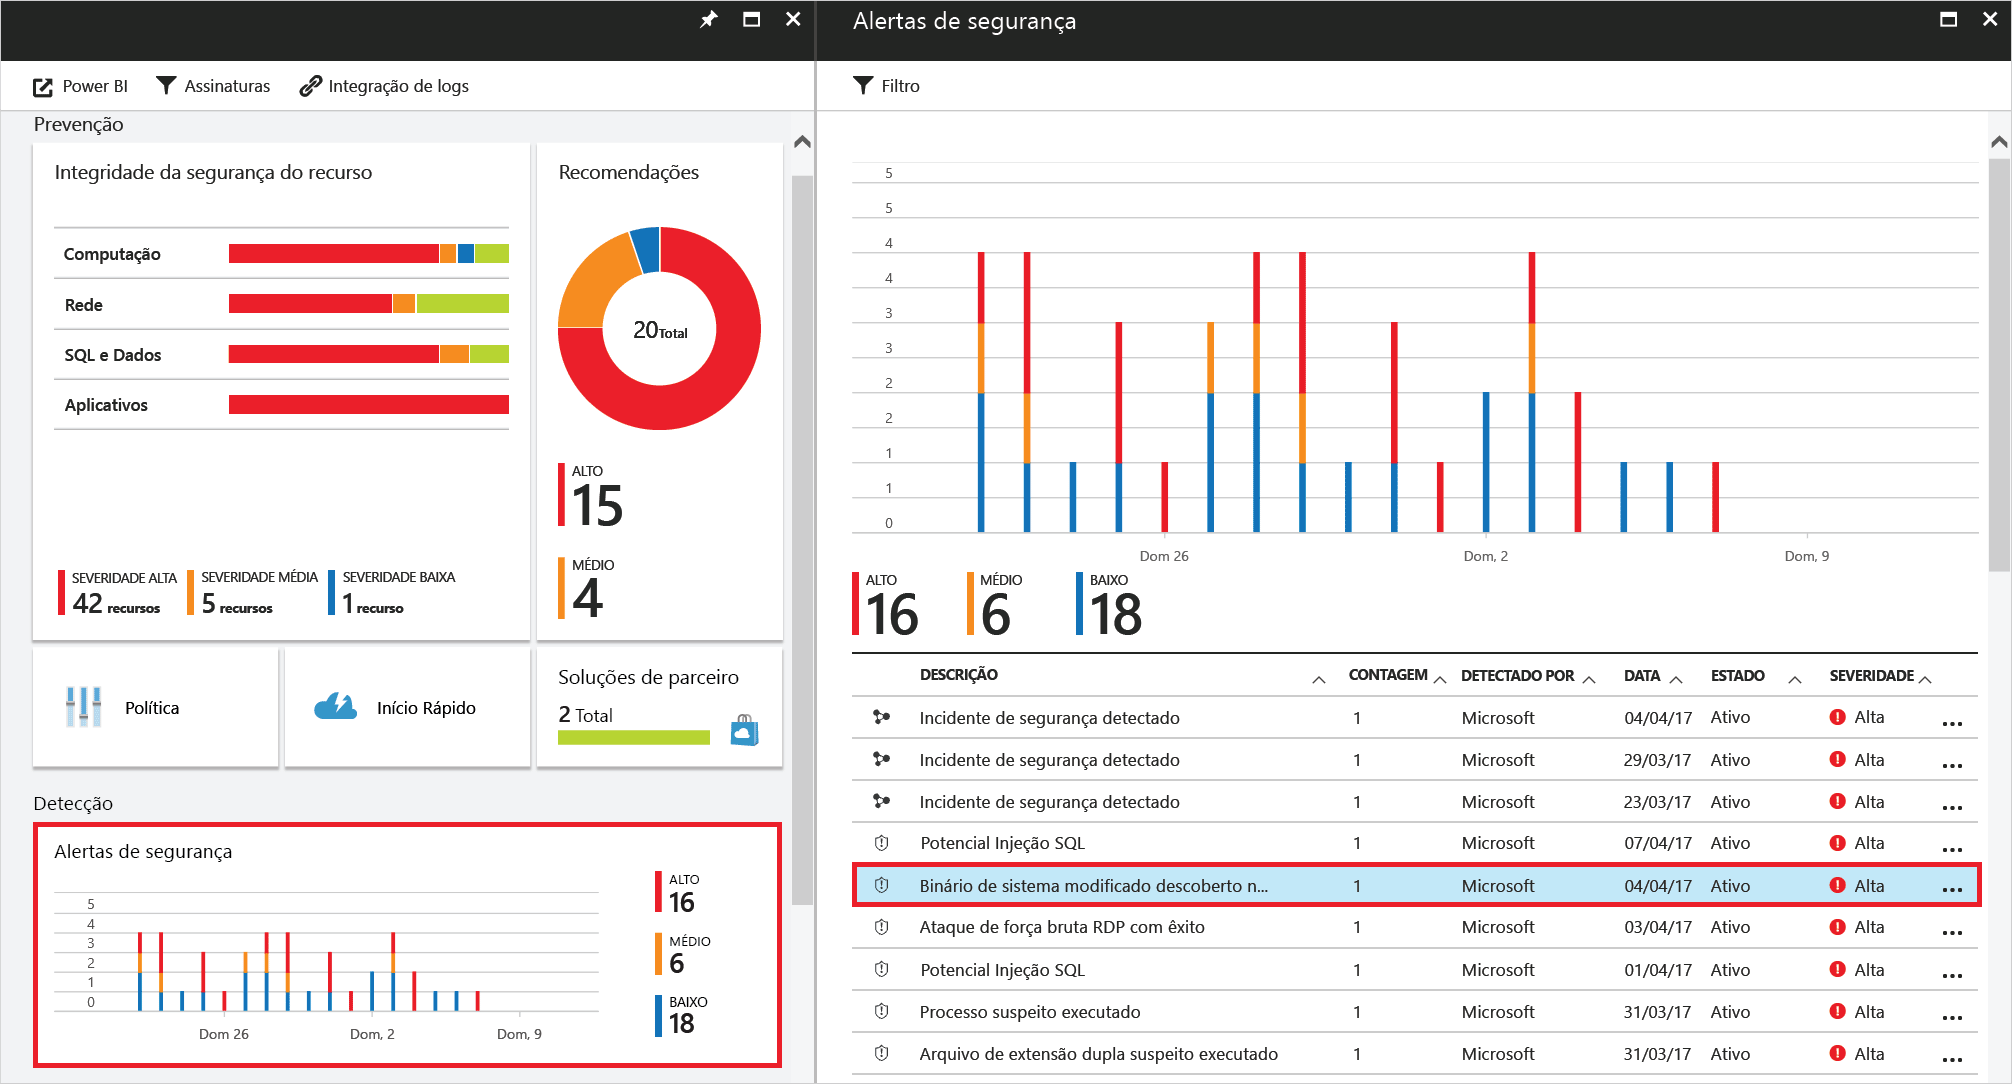 Power BI
Assinaturas
Integração de logs
Prevenção
Integridade da segurança do recurso
Computação
Rede
SQL e Dados
Aplicativos
SEVERIDADE ALTA
42 recursos
SEVERIDADE MÉDIA
5 recursos
SEVERIDADE BAIXA
1 recurso
Recomendações
20 Total
ALTO
15
MÉDIO
4
Política
Início Rápido
Soluções de parceiro
2 Total
Detecção
Alertas de segurança
5
4
3
2
1
0
Dom 26
Dom, 2
Dom, 9
ALTO
16
MÉDIO
6
BAIXO
18
Alertas de segurança
Filtro
5
5
4
4
3
3
2
2
1
1
0
Dom 26
Dom, 2
Dom, 9
ALTO
16
MÉDIO
6
BAIXO
18
DESCRIÇÃO CONTAGEM DETECTADO POR DATA ESTADO SEVERIDADE
Incidente de segurança detectado 1 Microsoft 04/04/17 Ativo Alta ...
Incidente de segurança detectado 1 Microsoft 29/03/17 Ativo Alta ...
Incidente de segurança detectado 1 Microsoft 23/03/17 Ativo Alta ...
Potencial Injeção SQL 1 Microsoft 07/04/17 Ativo Alta ...
Binário de sistema modificado descoberto n... 1 Microsoft 04/04/17 Ativo Alta ...
Ataque de força bruta RDP com êxito 1 Microsoft 03/04/17 Ativo Alta ...
Potencial Injeção SQL 1 Microsoft 01/04/17 Ativo Alta ...
Processo suspeito executado 1 Microsoft 31/03/17 Ativo Alta ...
Arquivo de extensão dupla suspeito executado 1 Microsoft 31/03/17 Ativo Alta ...